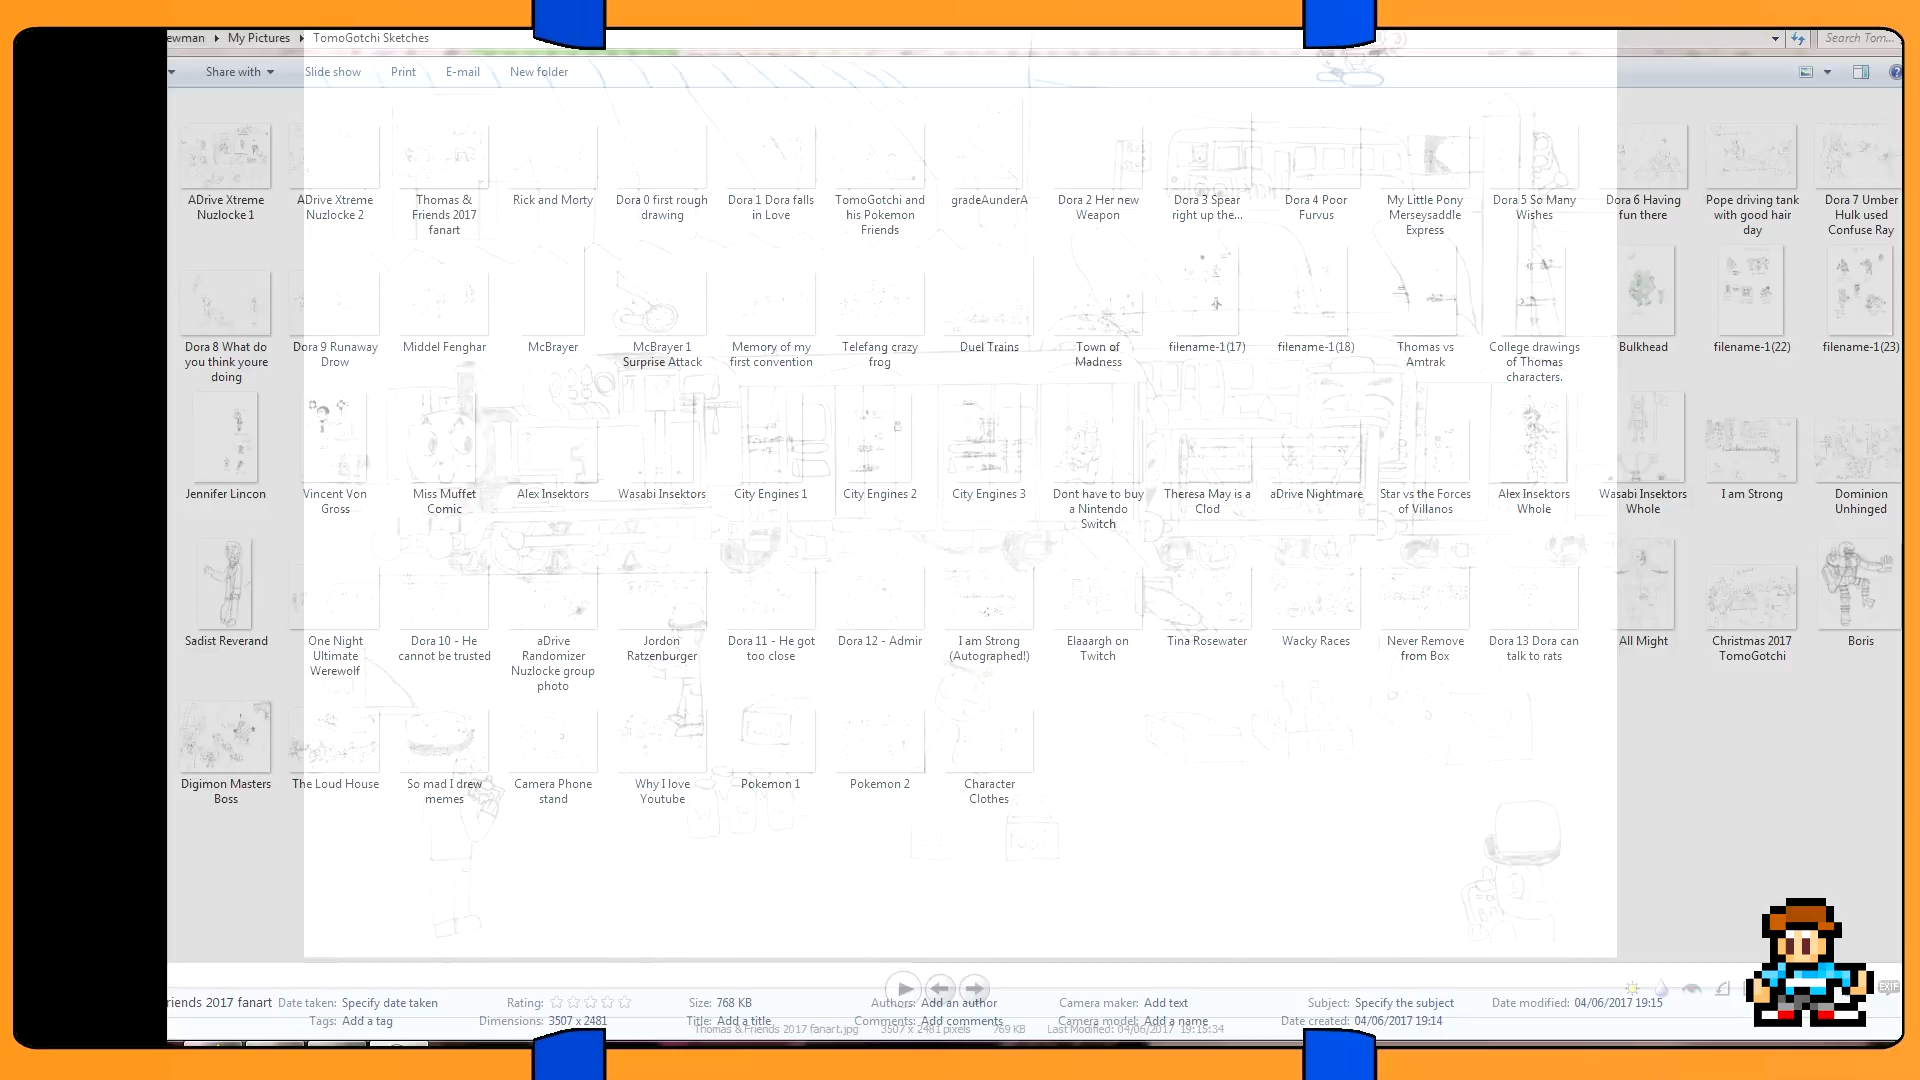 ewman ▸ My Pictures ▸ TomoGotchi Sketches
Search Tom...
Share with Slide show Print E-mail New folder
ADrive Xtreme
Nuzlocke 1
ADrive Xtreme
Nuzlocke 2
Thomas &
Friends 2017
fanart
Rick and Morty
Dora 0 first rough
drawing
Dora 1 Dora falls
in Love
TomoGotchi and
his Pokemon
Friends
gradeAunderA
Dora 2 Her new
Weapon
Dora 3 Spear
right up the...
Dora 4 Poor
Furvus
My Little Pony
Merseysaddle
Express
Dora 5 So Many
Wishes
Dora 6 Having
fun there
Pope driving tank
with good hair
day
Dora 7 Umber
Hulk used
Confuse Ray
Dora 8 What do
you think youre
doing
Dora 9 Runaway
Drow
Middel Fenghar
McBrayer
McBrayer 1
Surprise Attack
Memory of my
first convention
Telefang crazy
frog
Duel Trains
Town of
Madness
filename-1(17)
filename-1(18)
Thomas vs
Amtrak
College drawings
of Thomas
characters.
Bulkhead
filename-1(22)
filename-1(23)
Jennifer Lincon
Vincent Von
Gross
Miss Muffet
Comic
Alex Insektors
Wasabi Insektors
City Engines 1
City Engines 2
City Engines 3
Dont have to buy
a Nintendo
Switch
Theresa May is a
Clod
aDrive Nightmare
Star vs the Forces
of Villanos
Alex Insektors
Whole
Wasabi Insektors
Whole
I am Strong
Dominion
Unhinged
Sadist Reverand
One Night
Ultimate
Werewolf
Dora 10 - He
cannot be trusted
aDrive
Randomizer
Nuzlocke group
photo
Jordon
Ratzenburger
Dora 11 - He got
too close
Dora 12 - Admir
I am Strong
(Autographed!)
Elaaargh on
Twitch
Tina Rosewater
Wacky Races
Never Remove
from Box
Dora 13 Dora can
talk to rats
All Might
Christmas 2017
TomoGotchi
Boris
Digimon Masters
Boss
The Loud House
So mad I drew
memes
Camera Phone
stand
Why I love
Youtube
Pokemon 1
Pokemon 2
Character
Clothes
riends 2017 fanart Date taken: Specify date taken Rating: Size: 768 KB Authors: Add an author Camera maker: Add text Subject: Specify the subject Date modified: 04/06/2017 19:15
EXIF
Tags: Add a tag Dimensions: 3507 x 2481 Title: Add a title Comments: Add comments Camera model: Add a name Date created: 04/06/2017 19:14
Thomas & Friends 2017 fanart.jpg 3507 x 2481 pixels 769 KB Last Modified: 04/06/2017 19:15:34